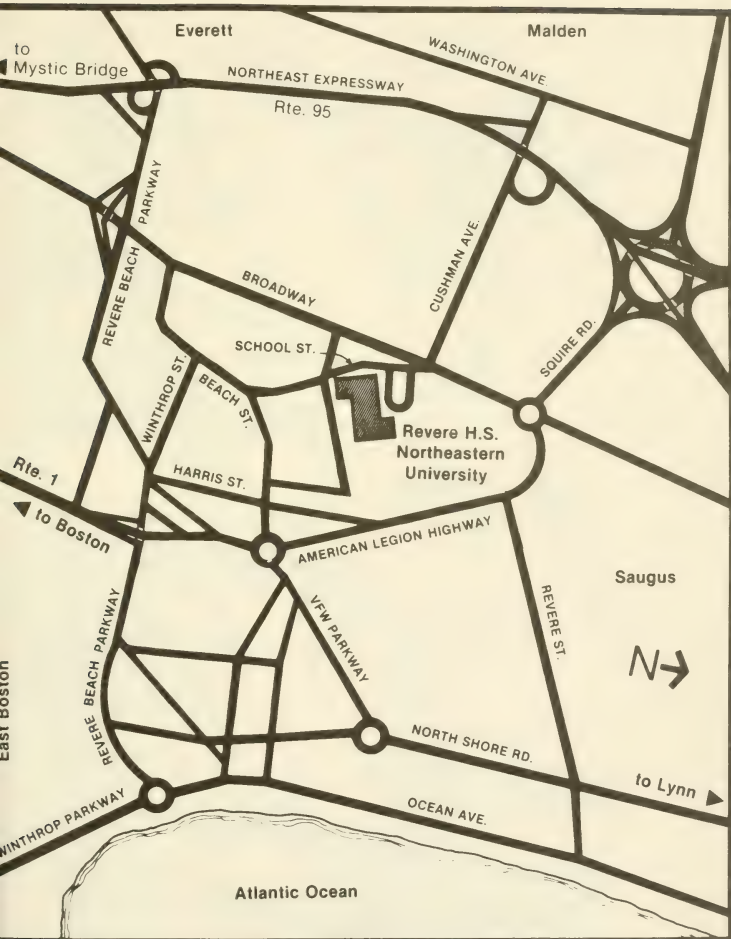 Everett
Malden
to
Mystic Bridge
WASHINGTON AVE.
NORTHEAST EXPRESSWAY
Rte. 95
REVERE BEACH PARKWAY
CUSHMAN AVE.
BROADWAY
SCHOOL ST.
SQUIRE RD.
WINTHROP ST.
BEACH ST.
Revere H.S.
Northeastern
University
HARRIS ST.
Rte. 1
to Boston
AMERICAN LEGION HIGHWAY
Saugus
REVERE ST.
VFW PARKWAY
N
REVERE BEACH PARKWAY
East Boston
NORTH SHORE RD.
to Lynn
OCEAN AVE.
WINTHROP PARKWAY
Atlantic Ocean